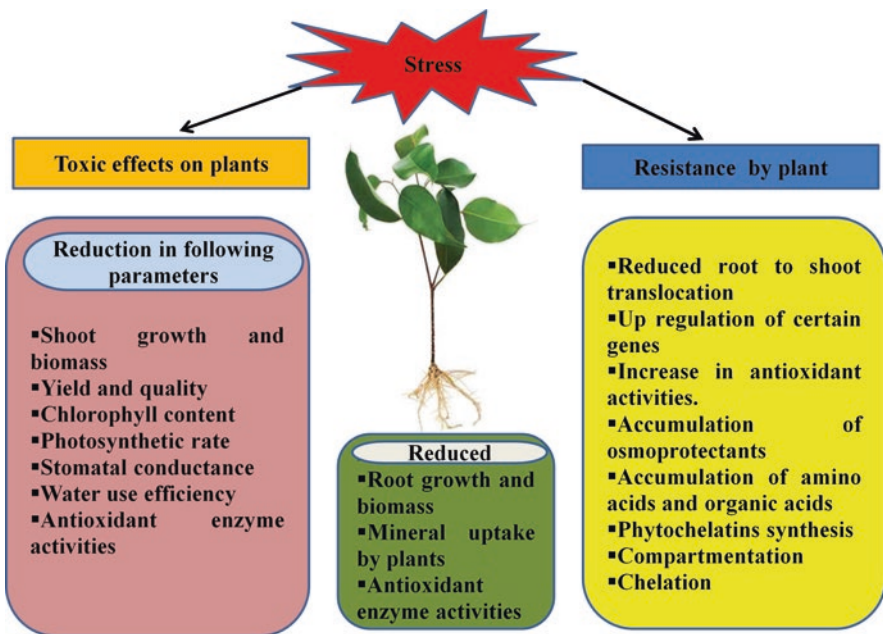 Stress
Toxic effects on plants
Resistance by plant
Reduction in following
parameters
▪Shoot growth and
biomass
▪Yield and quality
▪Chlorophyll content
▪Photosynthetic rate
▪Stomatal conductance
▪Water use efficiency
▪Antioxidant enzyme
activities
Reduced
▪Root growth and
biomass
▪Mineral uptake
by plants
▪Antioxidant
enzyme activities
▪Reduced root to shoot
translocation
▪Up regulation of certain
genes
▪Increase in antioxidant
activities.
▪Accumulation of
osmoprotectants
▪Accumulation of amino
acids and organic acids
▪Phytochelatins synthesis
▪Compartmentation
▪Chelation